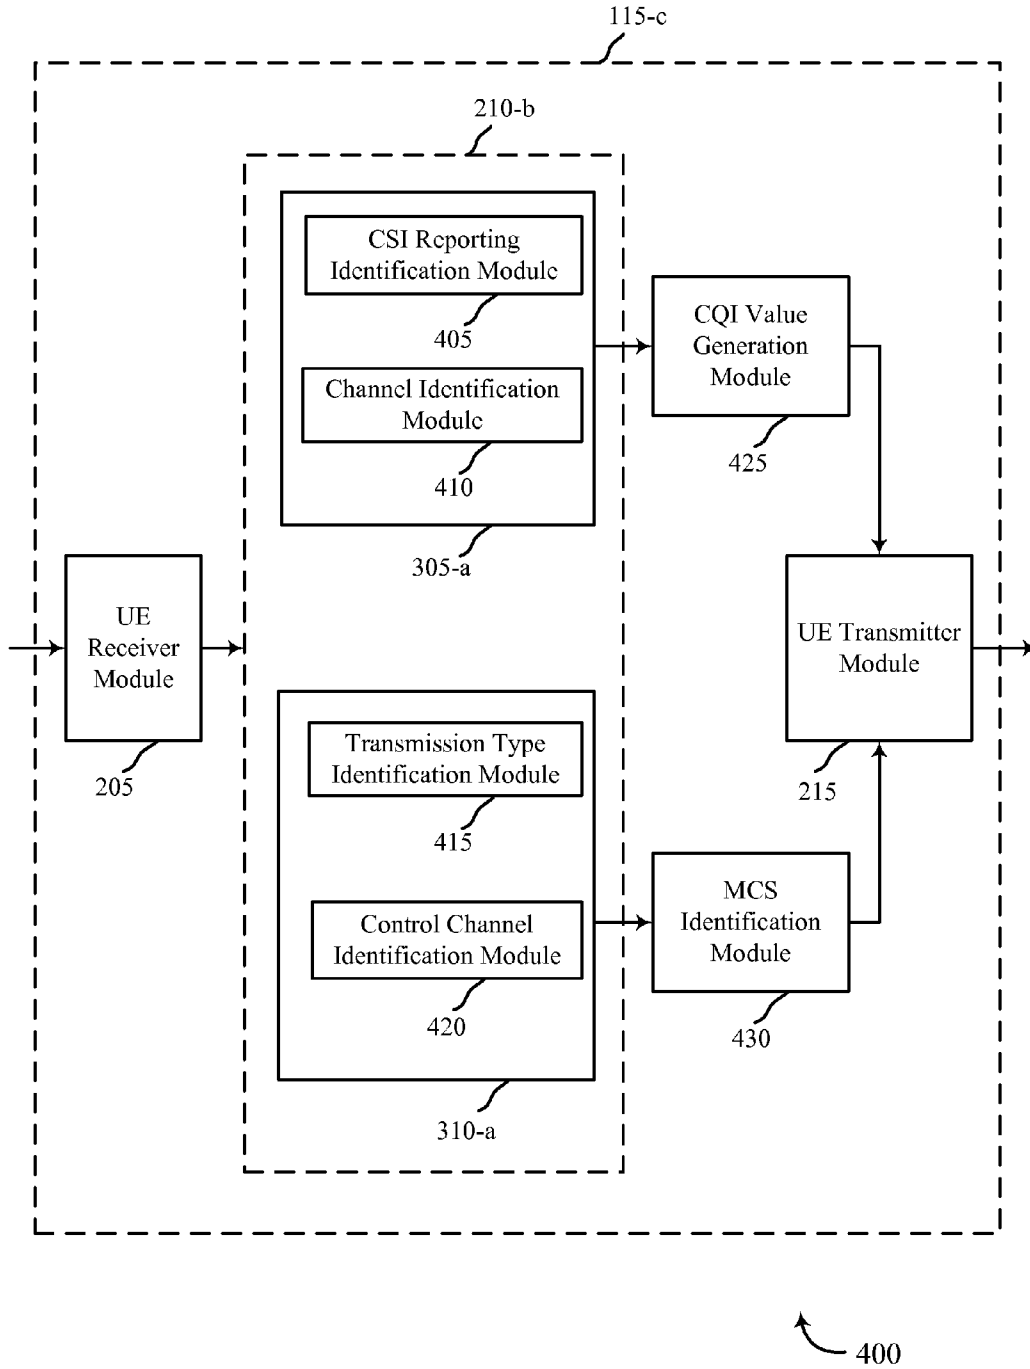 115-c
210-b
CSI Reporting
Identification Module
405
Channel Identification
Module
410
305-a
CQI Value
Generation
Module
425
UE
Receiver
Module
205
UE Transmitter
Module
215
Transmission Type
Identification Module
415
Control Channel
Identification Module
420
310-a
MCS
Identification
Module
430
400